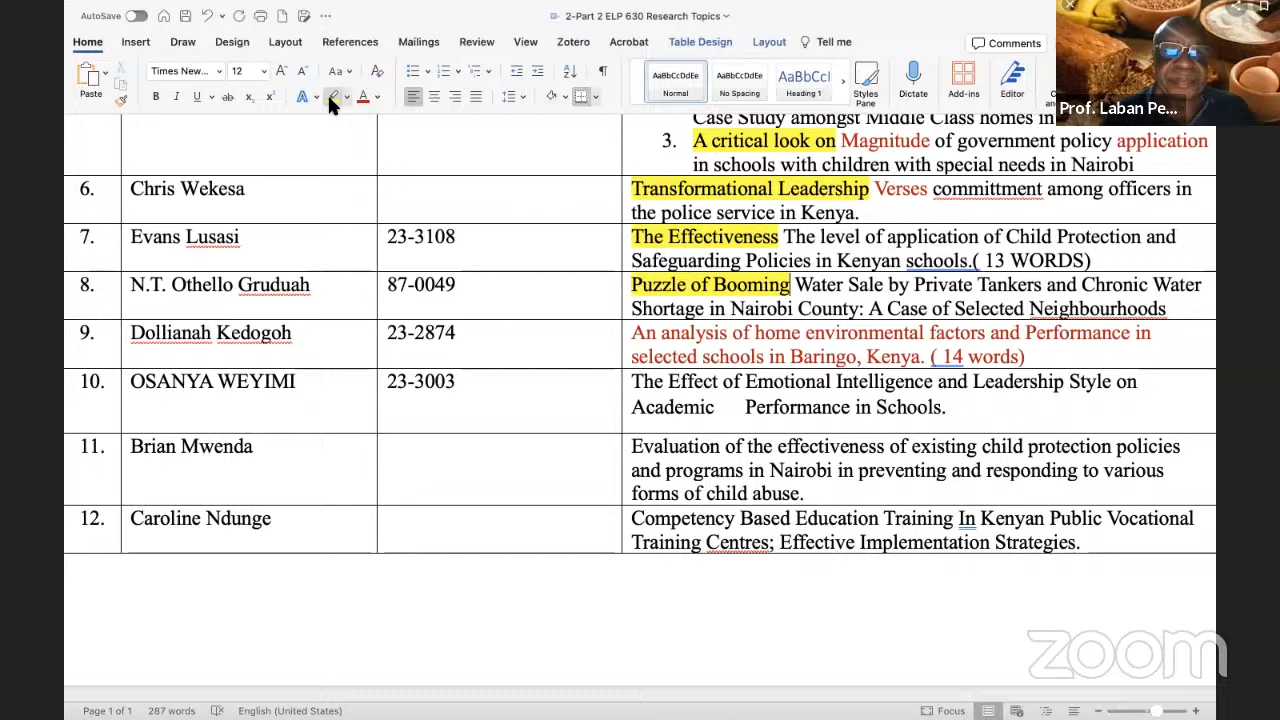 AutoSave
2-Part 2 ELP 630 Research Topics
Home Insert Draw Design Layout References Mailings Review View Zotero Acrobat Table Design Layout Tell me Comments
Paste
Times New... 12 Aa
B I U ab x x A A
AaBbCcDdEe AaBbCcDdEe AaBbCcI
Normal No Spacing Heading 1
Styles Pane
Dictate Add-ins Editor
Prof. Laban Pe...
Case Study amongst Middle Class homes in
3. A critical look on Magnitude of government policy application
in schools with children with special needs in Nairobi
6. Chris Wekesa Transformational Leadership Verses committment among officers in
the police service in Kenya.
7. Evans Lusasi 23-3108 The Effectiveness The level of application of Child Protection and
Safeguarding Policies in Kenyan schools.( 13 WORDS)
8. N.T. Othello Gruduah 87-0049 Puzzle of Booming Water Sale by Private Tankers and Chronic Water
Shortage in Nairobi County: A Case of Selected Neighbourhoods
9. Dollianah Kedogoh 23-2874 An analysis of home environmental factors and Performance in
selected schools in Baringo, Kenya. ( 14 words)
10. OSANYA WEYIMI 23-3003 The Effect of Emotional Intelligence and Leadership Style on
Academic Performance in Schools.
11. Brian Mwenda Evaluation of the effectiveness of existing child protection policies
and programs in Nairobi in preventing and responding to various
forms of child abuse.
12. Caroline Ndunge Competency Based Education Training In Kenyan Public Vocational
Training Centres; Effective Implementation Strategies.
zoom
Page 1 of 1 287 words English (United States) Focus